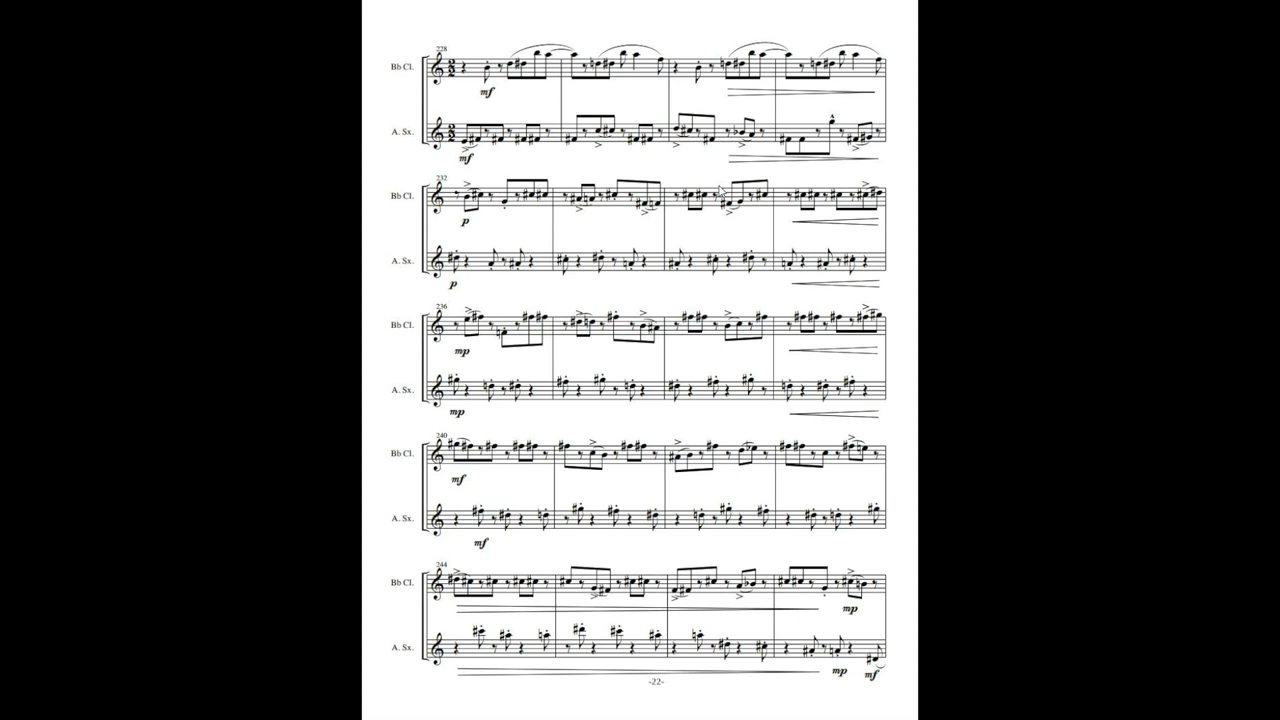 228
Bb Cl.
mf
A. Sx.
mf
232
Bb Cl.
p
A. Sx.
p
236
Bb Cl.
mp
A. Sx.
mp
240
Bb Cl.
mf
A. Sx.
mf
244
Bb Cl.
mp
A. Sx.
mp mf
-22-